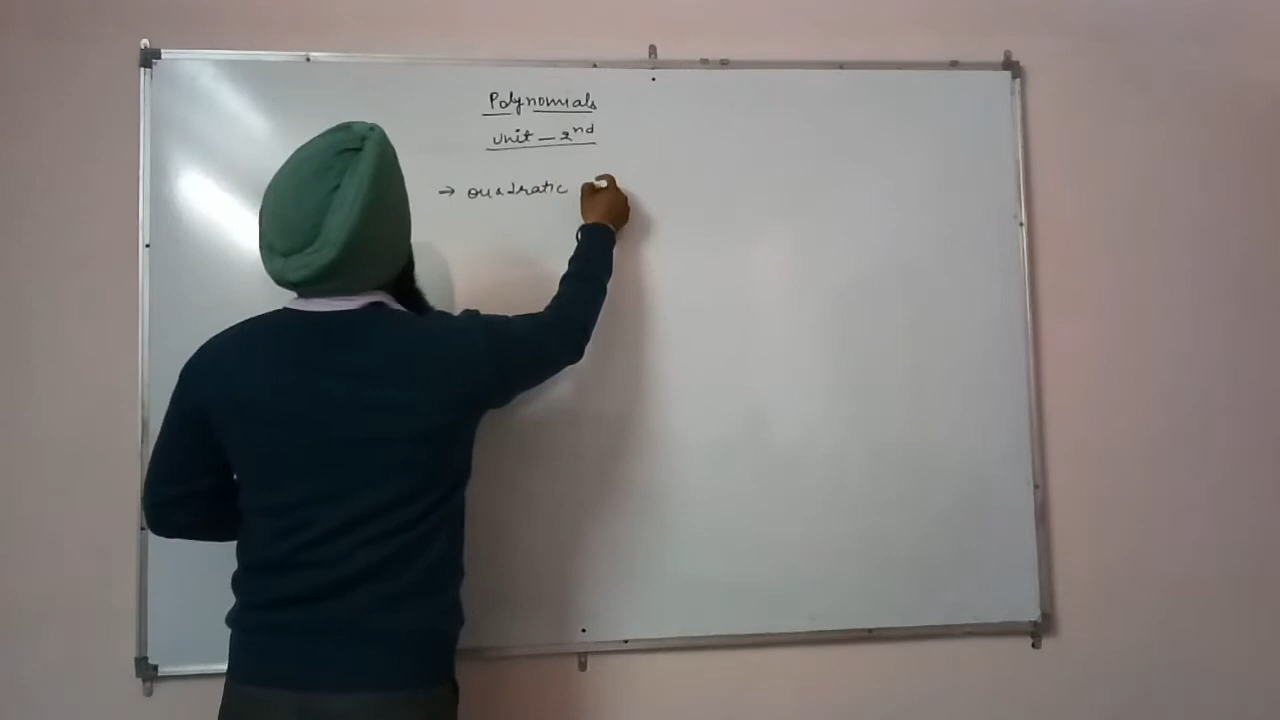 Polynomials
Unit - 2nd
→ Quadratic